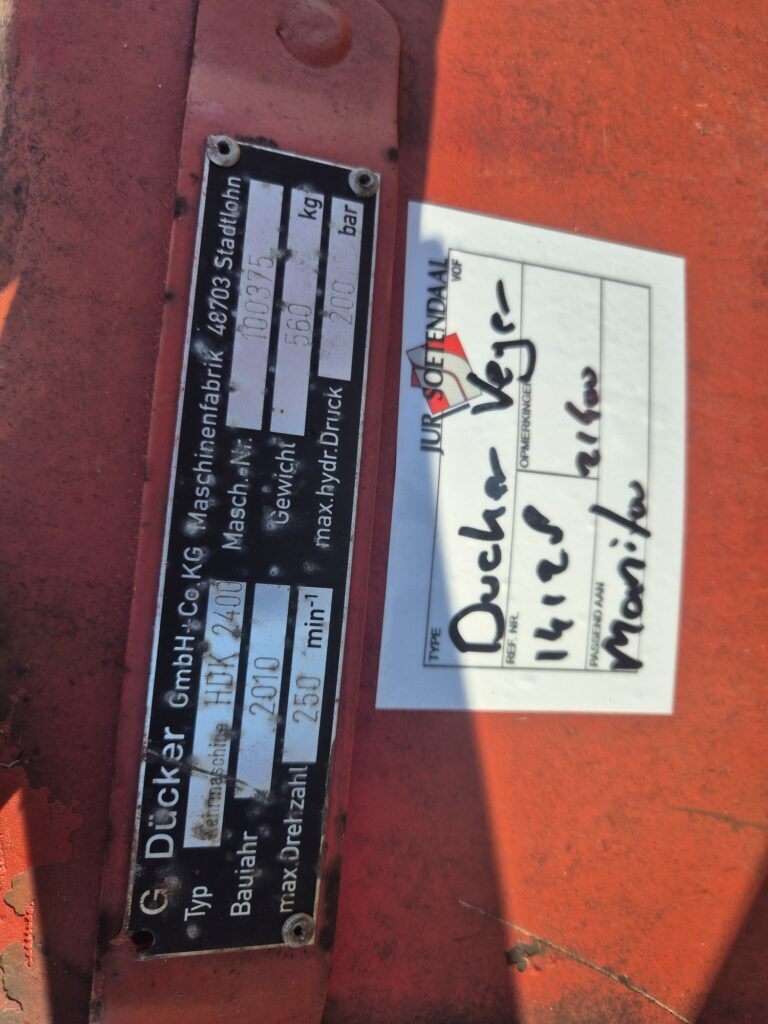 G Dücker GmbH+Co.KG Maschinenfabrik 48703 Stadtlohn
Typ Kehrmaschine HDK 2400 Masch.-Nr. 100375
Baujahr 2010 Gewicht 560 kg
max.Drehzahl 250 min-1 max.hydr.Druck 200 bar
JUR SOETENDAAL
VOF
TYPE
Ducker Veger
REF. NR. OPMERKINGEN
14128
PASSEND AAN
Manitou